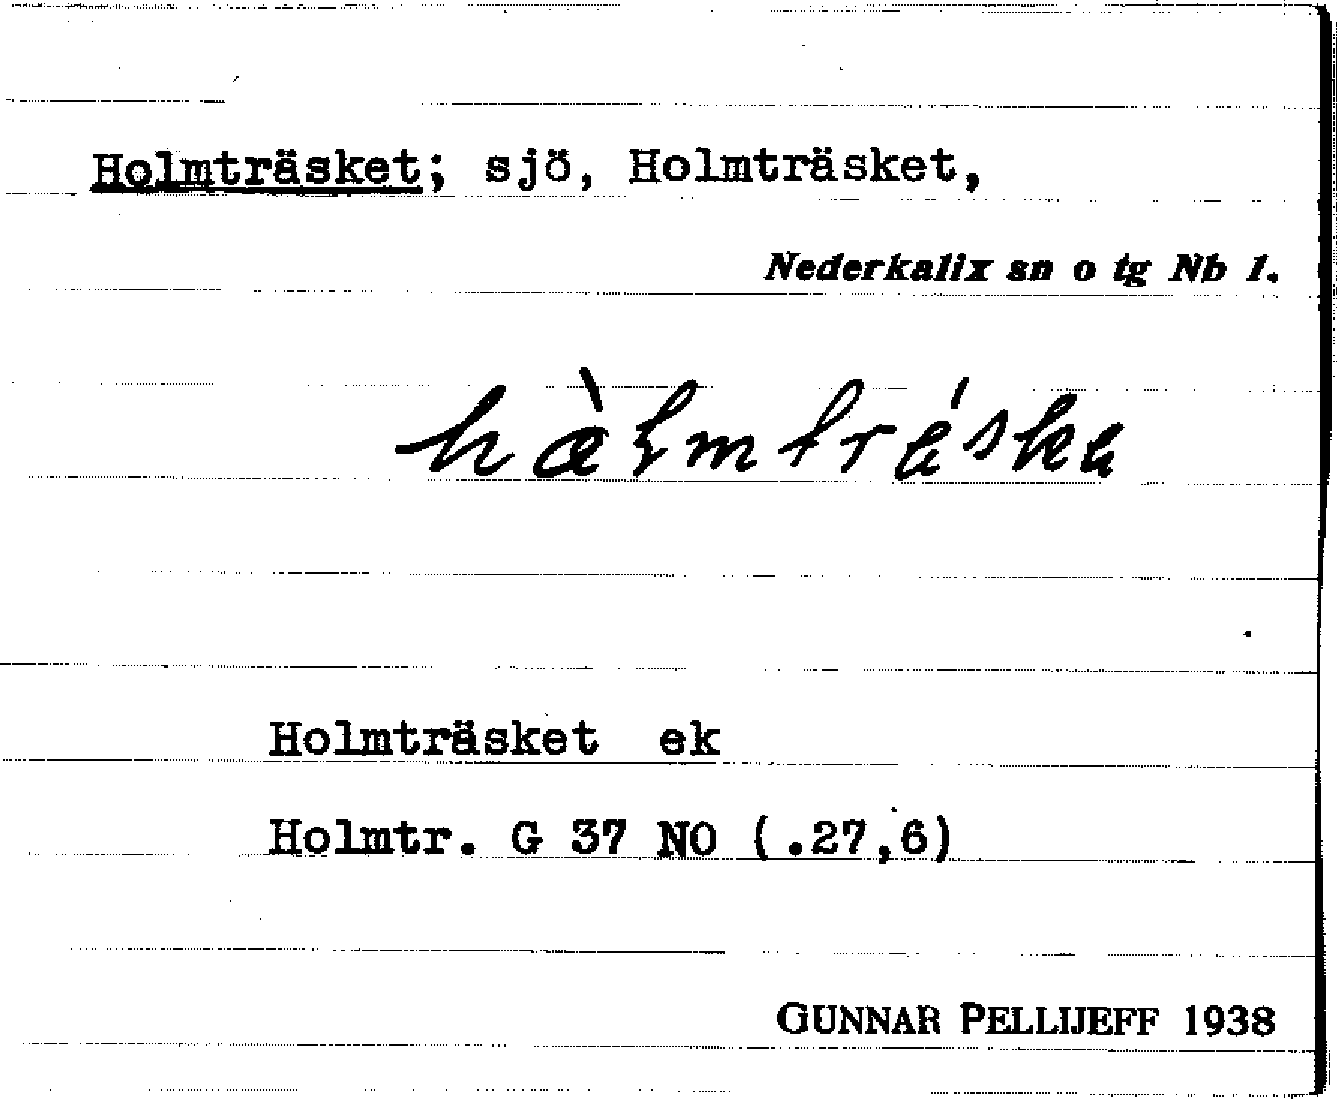 Holmträsket; sjö, Holmträsket,
Nederkalix sn o tg Nb 1.
Holmträsket ek
Holmtr. G 37 NO (.27,6)
GUNNAR PELLIJEFF 1938